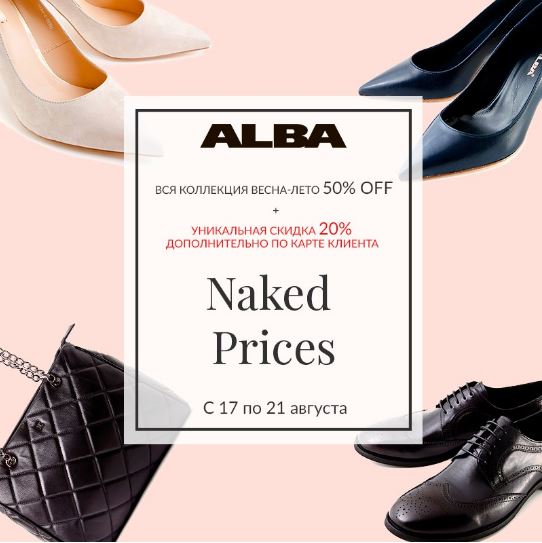 ALBA
ВСЯ КОЛЛЕКЦИЯ ВЕСНА-ЛЕТО 50% OFF
+
УНИКАЛЬНАЯ СКИДКА 20%
ДОПОЛНИТЕЛЬНО ПО КАРТЕ КЛИЕНТА
Naked
Prices
С 17 по 21 августа